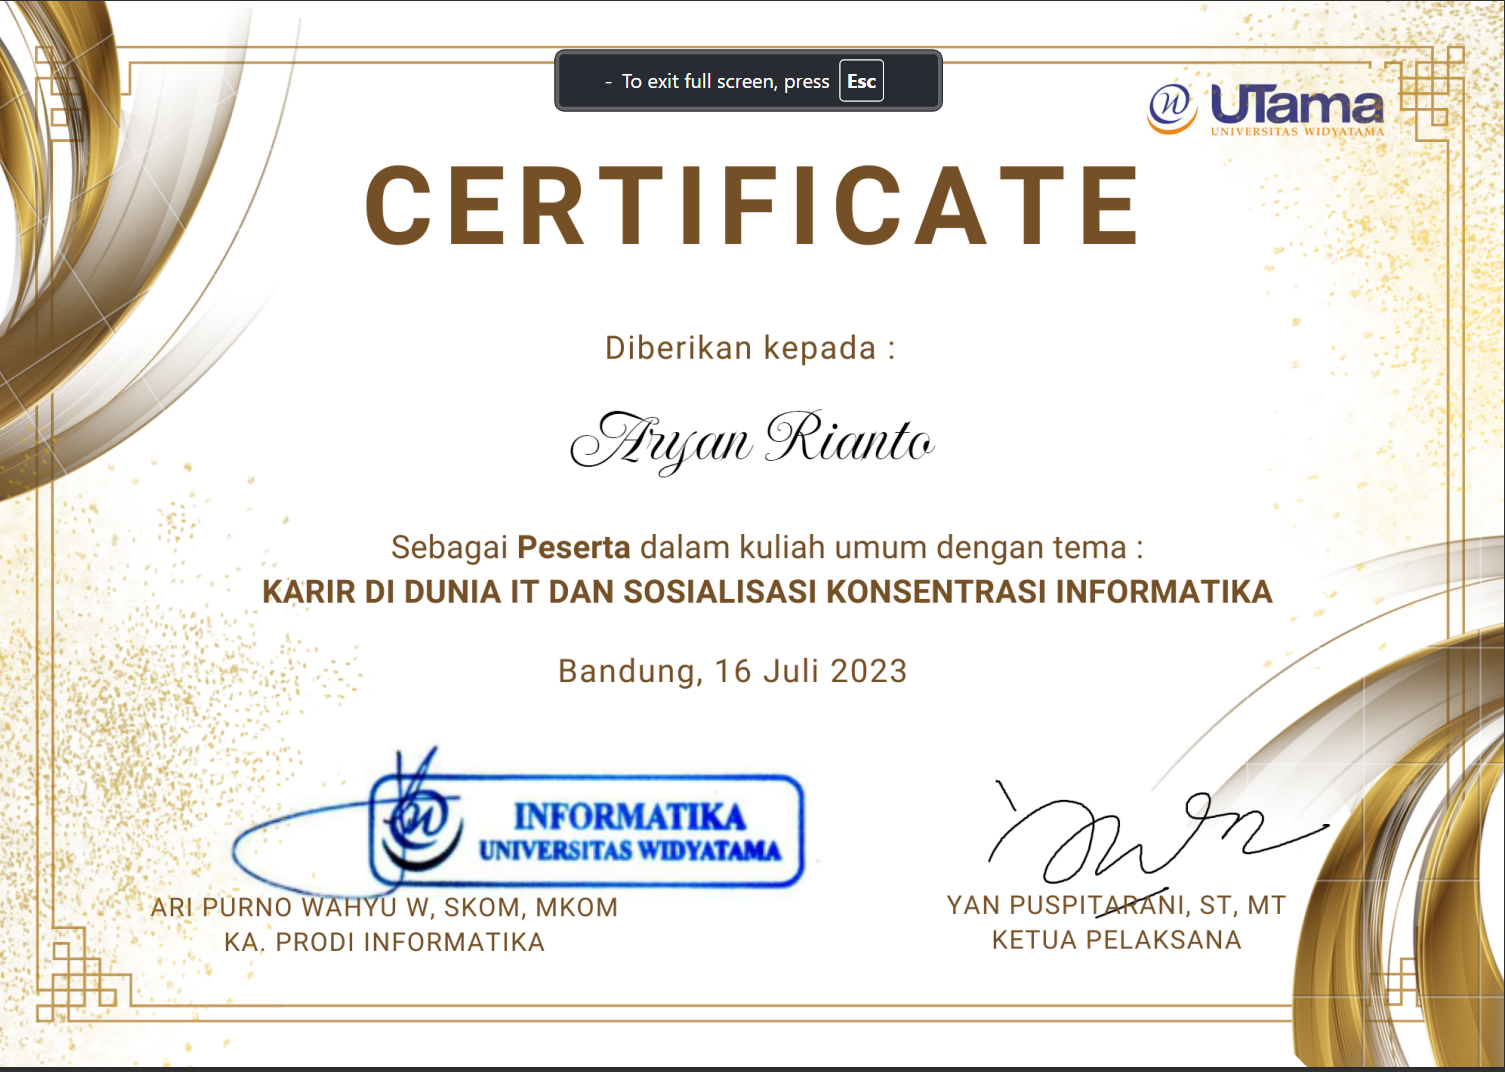 - To exit full screen, press Esc
UTama
UNIVERSITAS WIDYATAMA
CERTIFICATE
Diberikan kepada :
Aryan Rianto
Sebagai Peserta dalam kuliah umum dengan tema :
KARIR DI DUNIA IT DAN SOSIALISASI KONSENTRASI INFORMATIKA
Bandung, 16 Juli 2023
INFORMATIKA
UNIVERSITAS WIDYATAMA
ARI PURNO WAHYU W, SKOM, MKOM
KA. PRODI INFORMATIKA
YAN PUSPITARANI, ST, MT
KETUA PELAKSANA